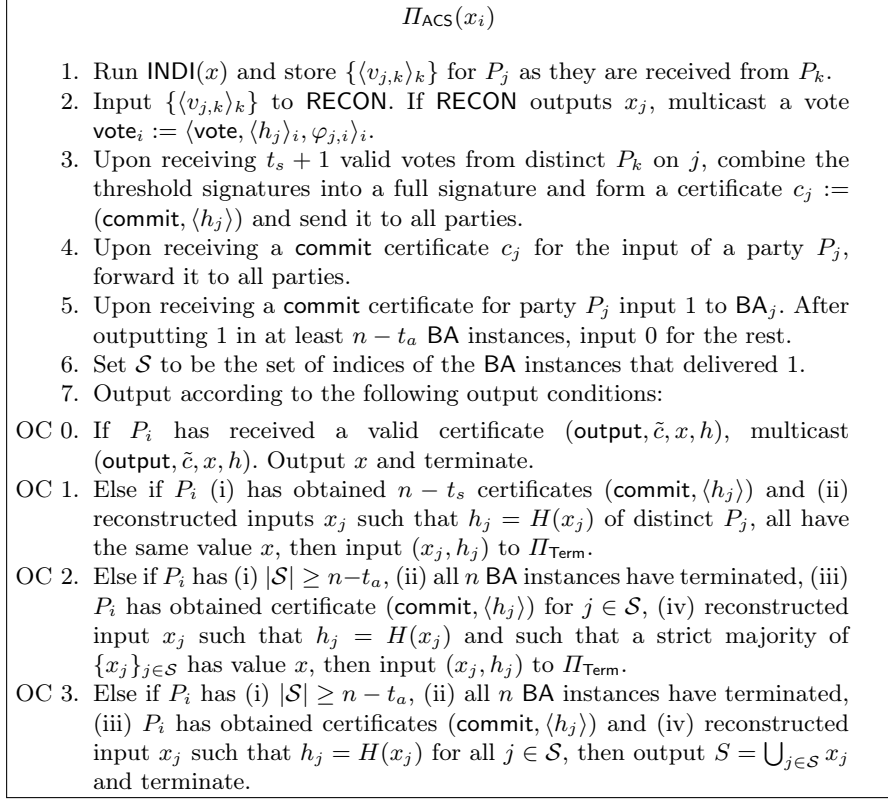 Π_ACS(x_i)
1. Run INDI(x) and store {⟨v_{j,k}⟩_k} for P_j as they are received from P_k.
2. Input {⟨v_{j,k}⟩_k} to RECON. If RECON outputs x_j, multicast a vote
vote_i := ⟨vote, ⟨h_j⟩_i, φ_{j,i}⟩_i.
3. Upon receiving t_s + 1 valid votes from distinct P_k on j, combine the
threshold signatures into a full signature and form a certificate c_j :=
(commit, ⟨h_j⟩) and send it to all parties.
4. Upon receiving a commit certificate c_j for the input of a party P_j,
forward it to all parties.
5. Upon receiving a commit certificate for party P_j input 1 to BA_j. After
outputting 1 in at least n − t_a BA instances, input 0 for the rest.
6. Set 𝒮 to be the set of indices of the BA instances that delivered 1.
7. Output according to the following output conditions:
OC 0. If P_i has received a valid certificate (output, c̃, x, h), multicast
(output, c̃, x, h). Output x and terminate.
OC 1. Else if P_i (i) has obtained n − t_s certificates (commit, ⟨h_j⟩) and (ii)
reconstructed inputs x_j such that h_j = H(x_j) of distinct P_j, all have
the same value x, then input (x_j, h_j) to Π_Term.
OC 2. Else if P_i has (i) |𝒮| ≥ n−t_a, (ii) all n BA instances have terminated, (iii)
P_i has obtained certificate (commit, ⟨h_j⟩) for j ∈ 𝒮, (iv) reconstructed
input x_j such that h_j = H(x_j) and such that a strict majority of
{x_j}_{j∈𝒮} has value x, then input (x_j, h_j) to Π_Term.
OC 3. Else if P_i has (i) |𝒮| ≥ n − t_a, (ii) all n BA instances have terminated,
(iii) P_i has obtained certificates (commit, ⟨h_j⟩) and (iv) reconstructed
input x_j such that h_j = H(x_j) for all j ∈ 𝒮, then output S = ⋃_{j∈𝒮} x_j
and terminate.